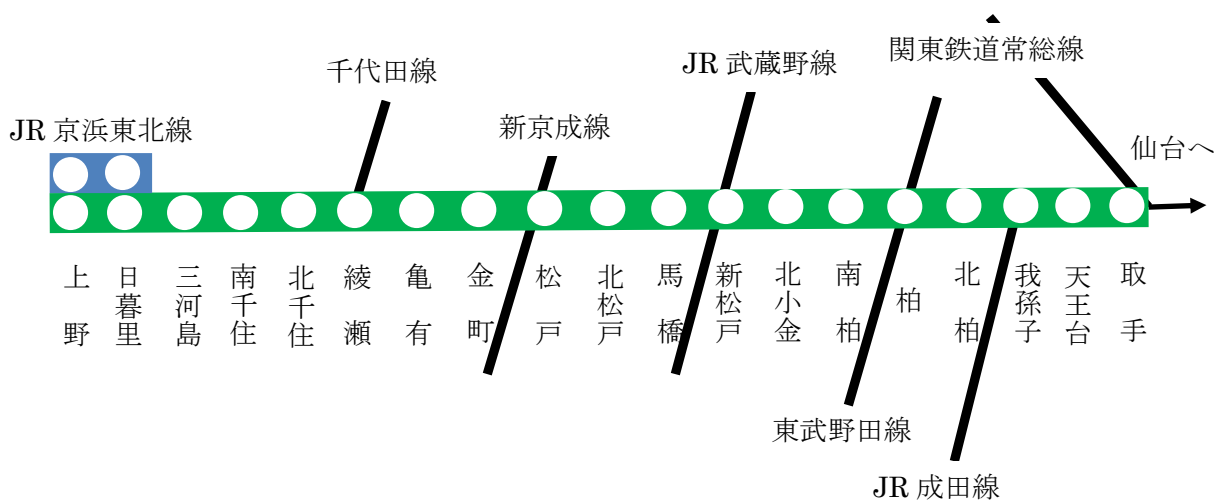 関東鉄道常総線
JR 武蔵野線
千代田線
新京成線
JR 京浜東北線
仙台へ
上野
日暮里
三河島
南千住
北千住
綾瀬
亀有
金町
松戸
北松戸
馬橋
新松戸
北小金
南柏
柏
北柏
我孫子
天王台
取手
東武野田線
JR 成田線